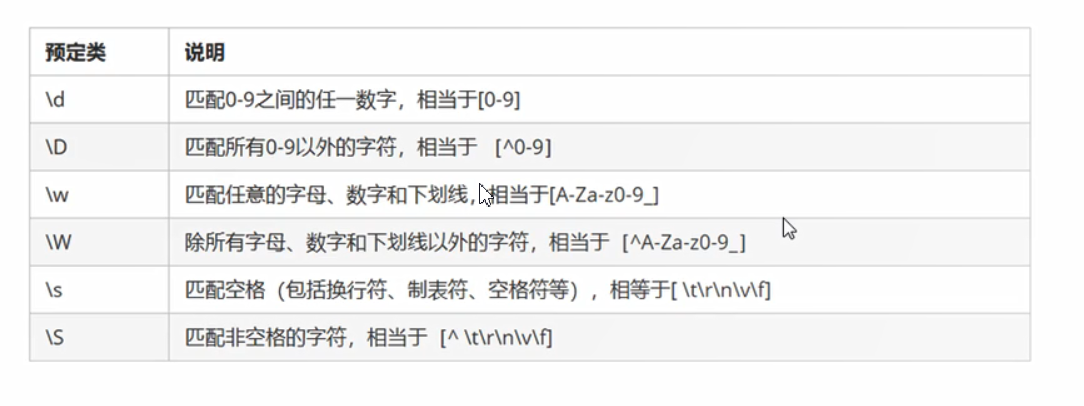 预定类 说明
\d 匹配0-9之间的任一数字，相当于[0-9]
\D 匹配所有0-9以外的字符，相当于 [^0-9]
\w 匹配任意的字母、数字和下划线，相当于[A-Za-z0-9_]
\W 除所有字母、数字和下划线以外的字符，相当于 [^A-Za-z0-9_]
\s 匹配空格（包括换行符、制表符、空格符等），相等于[ \t\r\n\v\f]
\S 匹配非空格的字符，相当于 [^ \t\r\n\v\f]